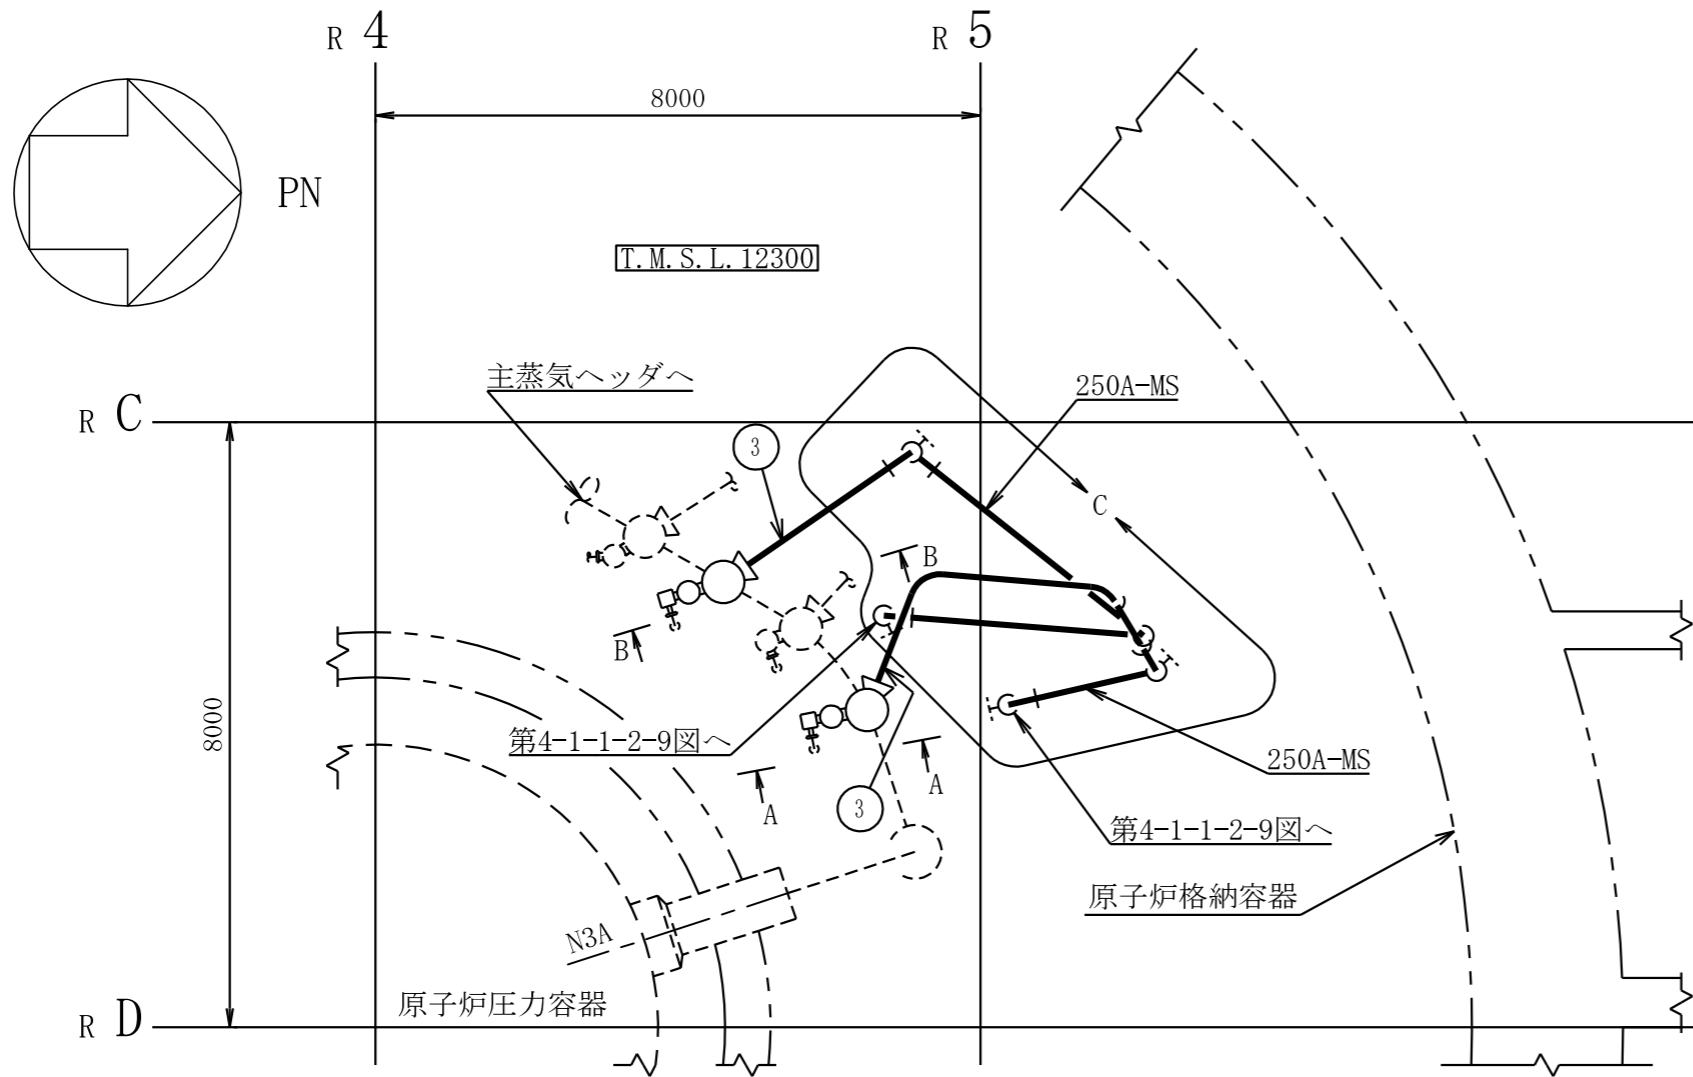 R 4
R 5
8000
PN
T.M.S.L.12300
主蒸気ヘッダへ
250A-MS
R C
3
C
B
B
8000
第4-1-1-2-9図へ
A
A
250A-MS
3
第4-1-1-2-9図へ
原子炉格納容器
N3A
原子炉圧力容器
R D